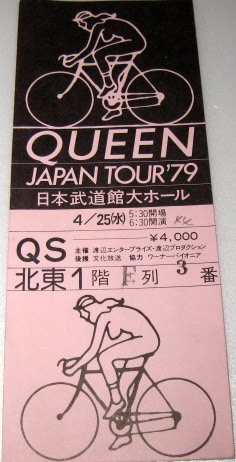 QUEEN
JAPAN TOUR'79
日本武道館大ホール
4/25(水) 5:30開場
6:30開演
¥4,000
QS 主催 渡辺エンタープライズ・渡辺プロダクション
後援 文化放送 協力 ワーナーパイオニア
北東1階 F列 3番